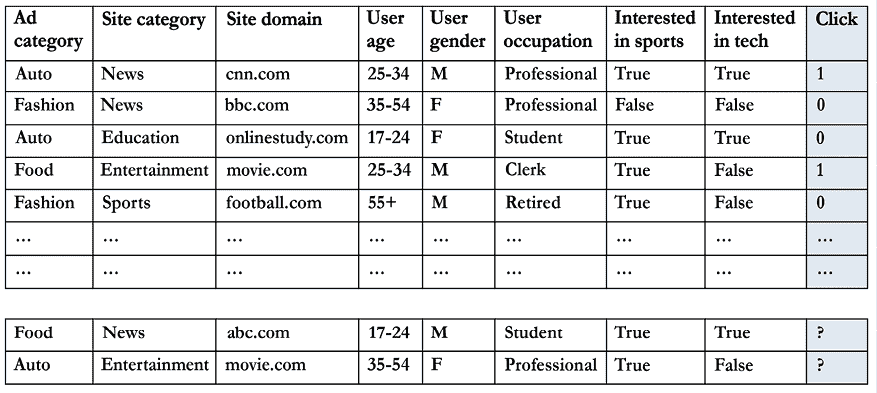 Ad category Site category Site domain User age User gender User occupation Interested in sports Interested in tech Click
Auto News cnn.com 25-34 M Professional True True 1
Fashion News bbc.com 35-54 F Professional False False 0
Auto Education onlinestudy.com 17-24 F Student True True 0
Food Entertainment movie.com 25-34 M Clerk True False 1
Fashion Sports football.com 55+ M Retired True False 0
... ... ... ... ... ... ... ... ...
... ... ... ... ... ... ... ... ...
Food News abc.com 17-24 M Student True True ?
Auto Entertainment movie.com 35-54 F Professional True False ?